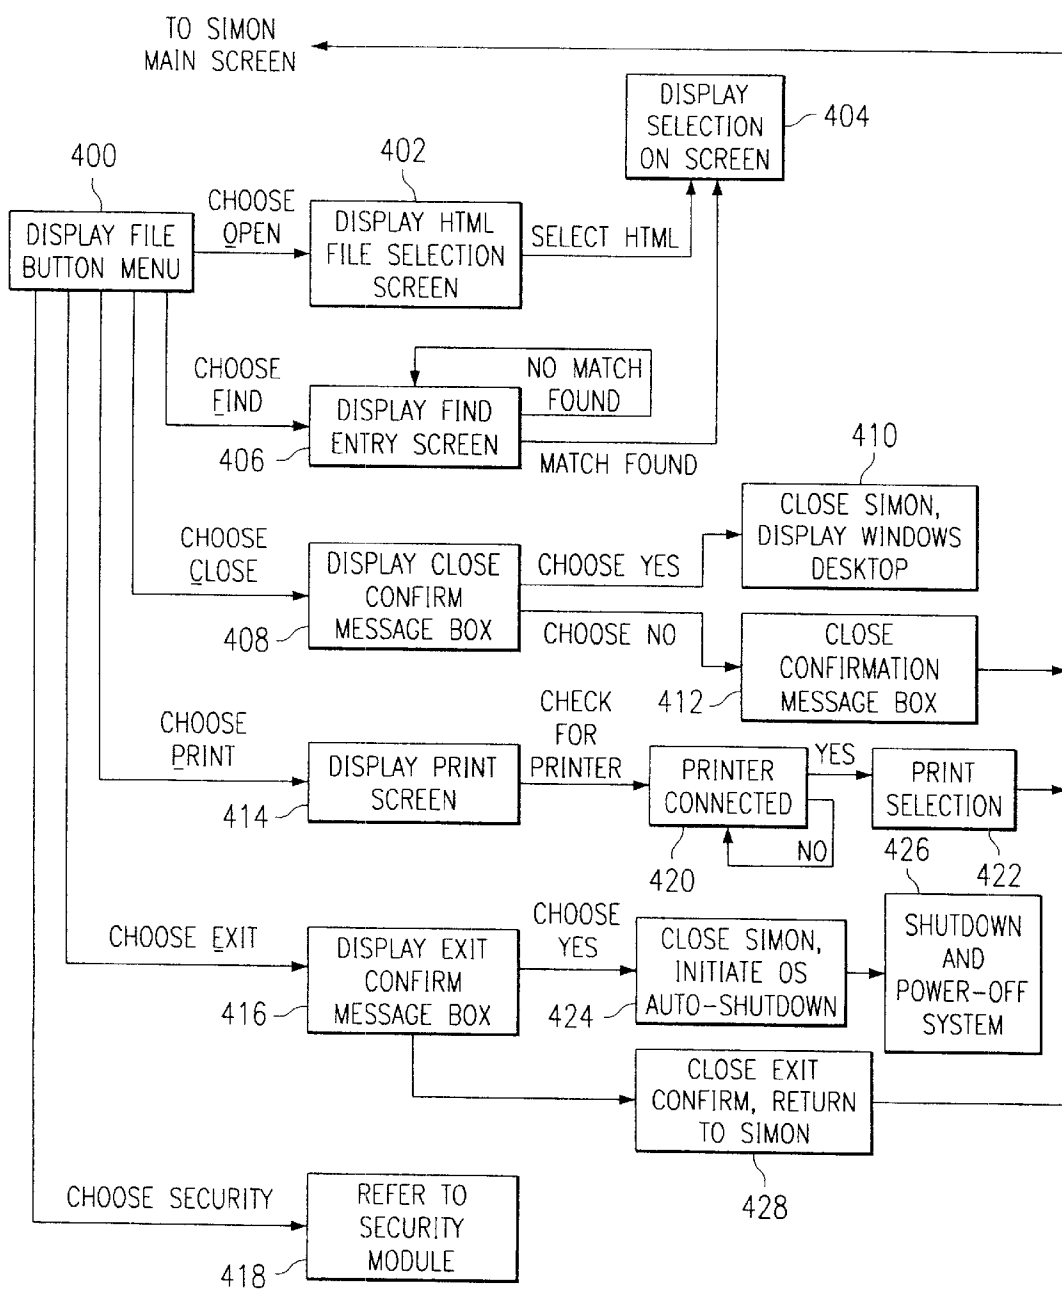 TO SIMON
MAIN SCREEN
DISPLAY
SELECTION
ON SCREEN
404
400
402
DISPLAY FILE
BUTTON MENU
CHOOSE
OPEN
DISPLAY HTML
FILE SELECTION
SCREEN
SELECT HTML
CHOOSE
FIND
NO MATCH
FOUND
DISPLAY FIND
ENTRY SCREEN
406
MATCH FOUND
410
CLOSE SIMON,
DISPLAY WINDOWS
DESKTOP
CHOOSE
CLOSE
DISPLAY CLOSE
CONFIRM
MESSAGE BOX
408
CHOOSE YES
CHOOSE NO
CLOSE
CONFIRMATION
MESSAGE BOX
412
CHOOSE
PRINT
DISPLAY PRINT
SCREEN
414
CHECK
FOR
PRINTER
PRINTER
CONNECTED
420
YES
NO
PRINT
SELECTION
422
426
CHOOSE EXIT
DISPLAY EXIT
CONFIRM
MESSAGE BOX
416
CHOOSE
YES
CLOSE SIMON,
INITIATE OS
AUTO-SHUTDOWN
424
SHUTDOWN
AND
POWER-OFF
SYSTEM
CLOSE EXIT
CONFIRM, RETURN
TO SIMON
428
CHOOSE SECURITY
REFER TO
SECURITY
MODULE
418